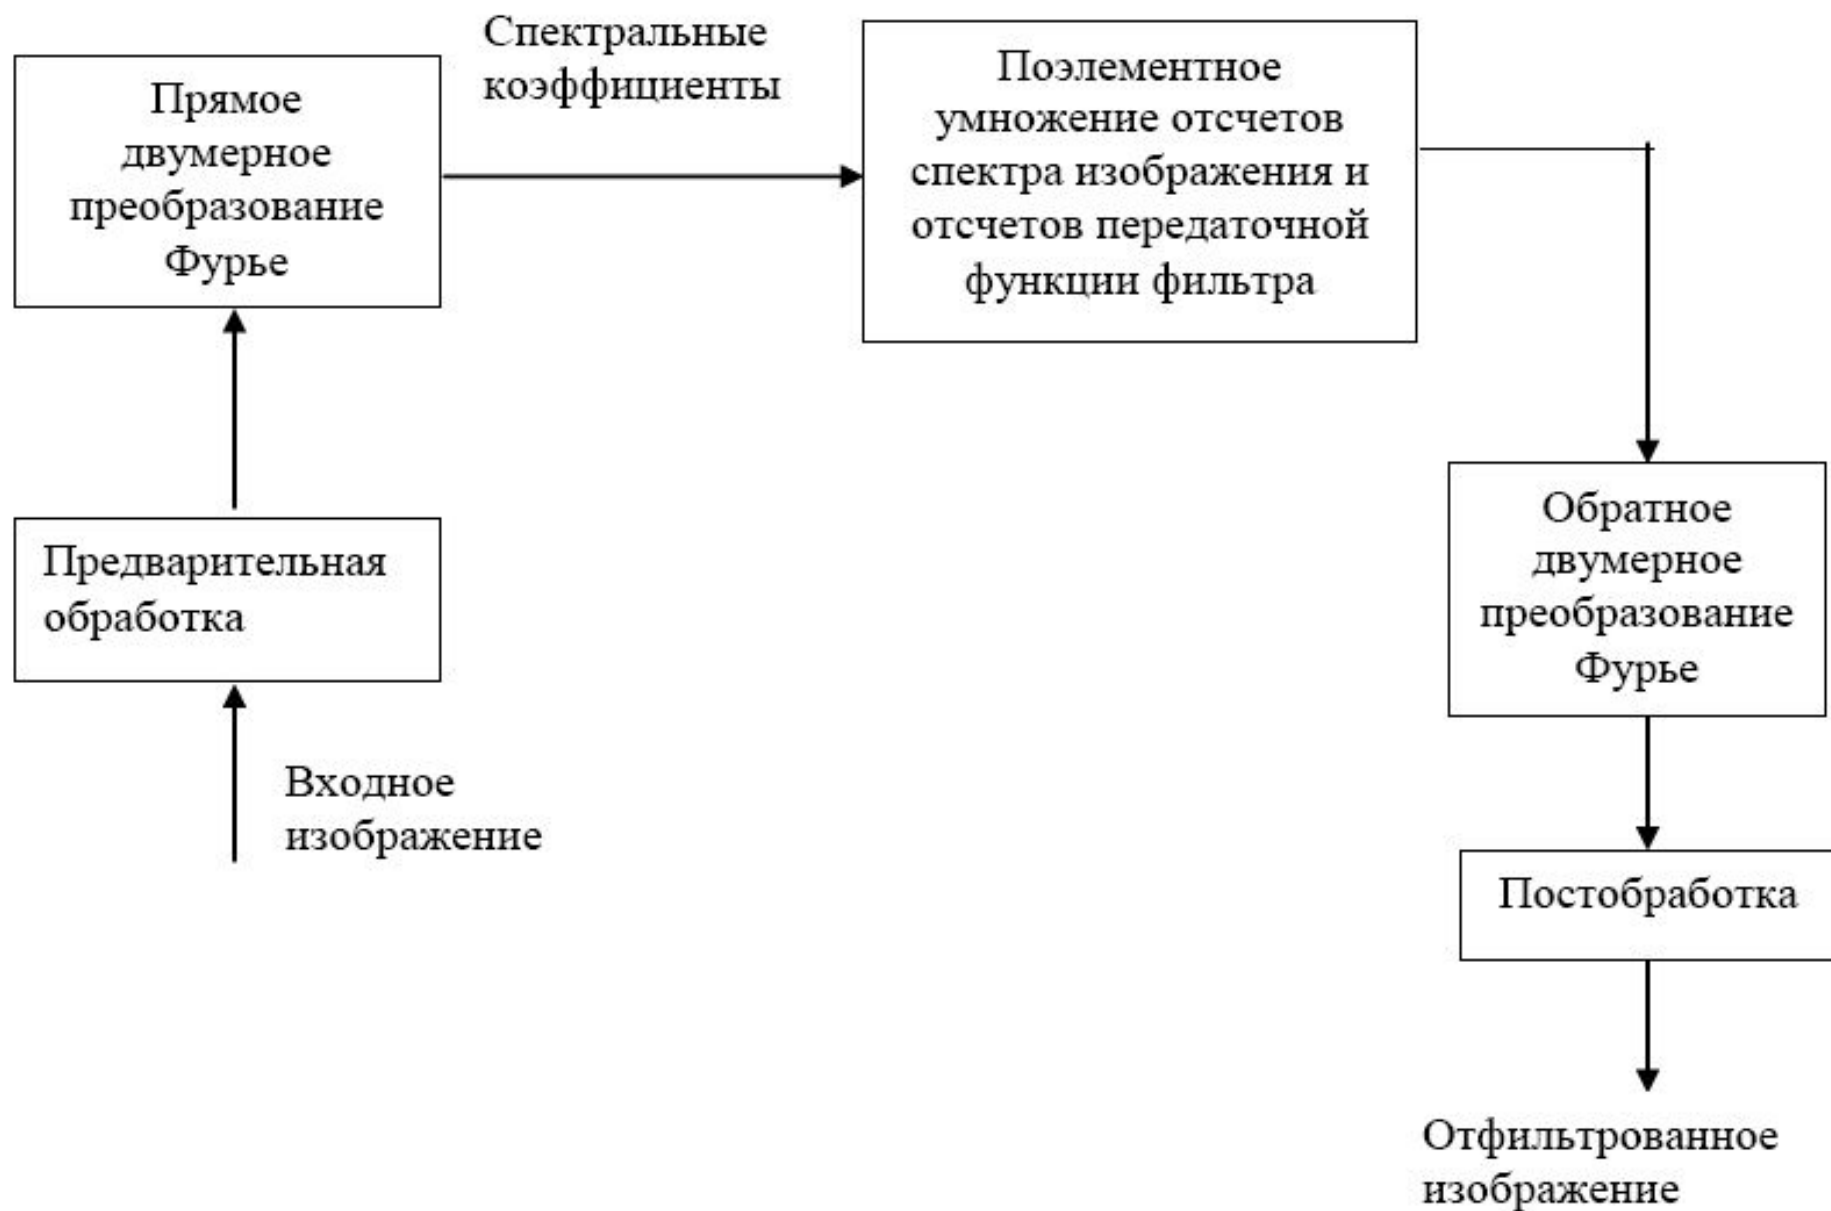 Спектральные
коэффициенты
Прямое
двумерное
преобразование
Фурье
Поэлементное
умножение отсчетов
спектра изображения и
отсчетов передаточной
функции фильтра
Предварительная
обработка
Входное
изображение
Обратное
двумерное
преобразование
Фурье
Постобработка
Отфильтрованное
изображение